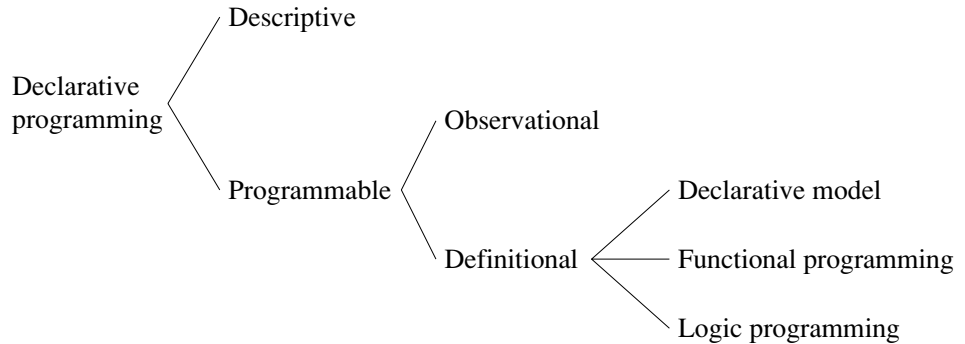 Descriptive
Declarative
programming
Observational
Programmable
Declarative model
Definitional
Functional programming
Logic programming